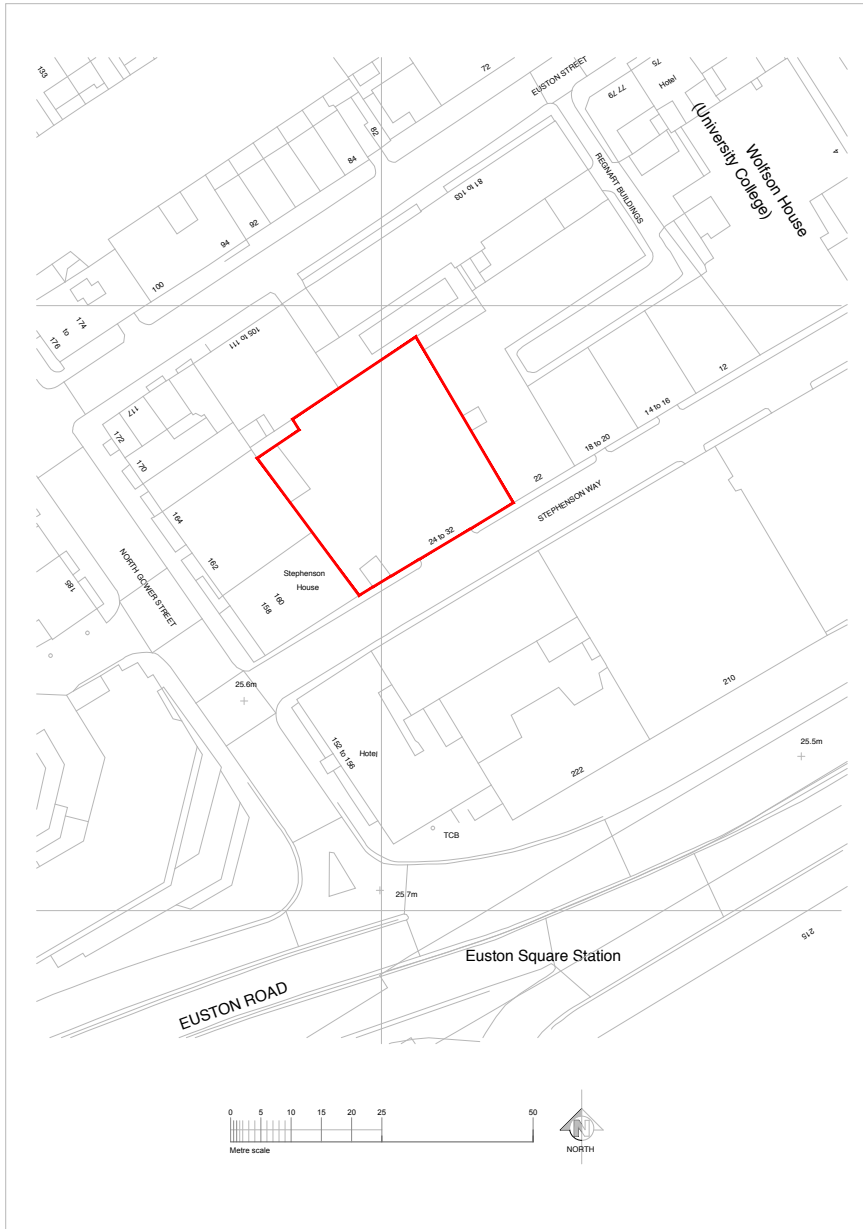 133
72
EUSTON STREET
75
77 79
Hotel
Wolfson House
(University College)
4
82
84
REGNART BUILDINGS
81 to 103
92
94
100
174
to
176
105 to 111
117
172
170
164
162
12
14 to 16
18 to 20
22
STEPHENSON WAY
24 to 32
Stephenson
House
160
158
NORTH GOWER STREET
185
25.6m
210
25.5m
152 to 156
Hotel
222
TCB
25.7m
215
Euston Square Station
EUSTON ROAD
0 5 10 15 20 25 50
Metre scale
N
NORTH